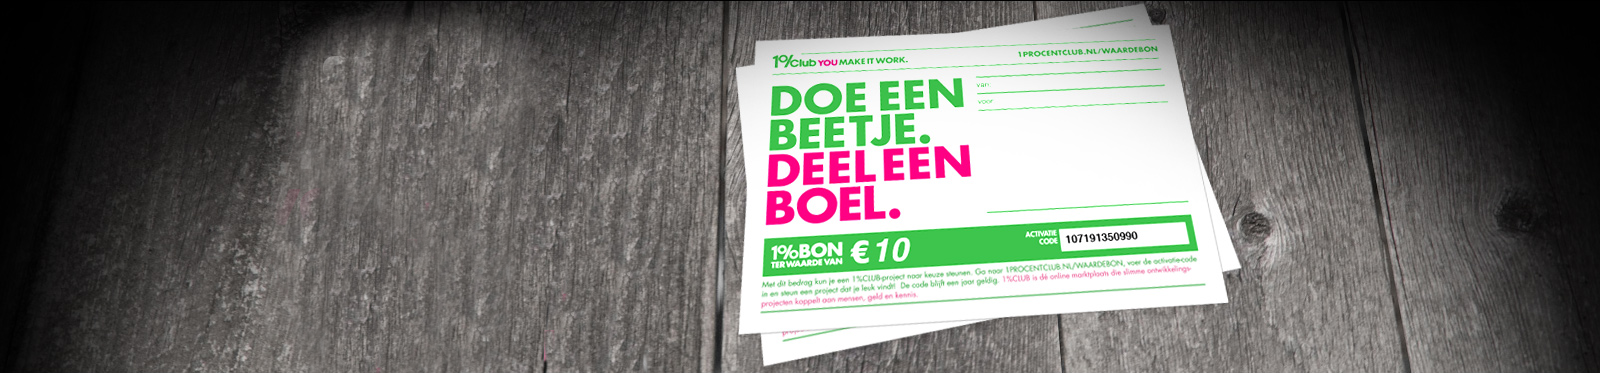 1%Club YOU MAKE IT WORK.
1PROCENTCLUB.NL/WAARDEBON
van:
voor
DOE EEN
BEETJE.
DEEL EEN
BOEL.
1%BON
TER WAARDE VAN
€ 10
ACTIVATIE
CODE
107191350990
Met dit bedrag kun je een 1%CLUB-project naar keuze steunen. Ga naar 1PROCENTCLUB.NL/WAARDEBON, voer de activatie-code
in en steun een project dat je leuk vindt! De code blijft een jaar geldig. 1%CLUB is dé online marktplaats die slimme ontwikkelings-
projecten koppelt aan mensen, geld en kennis.